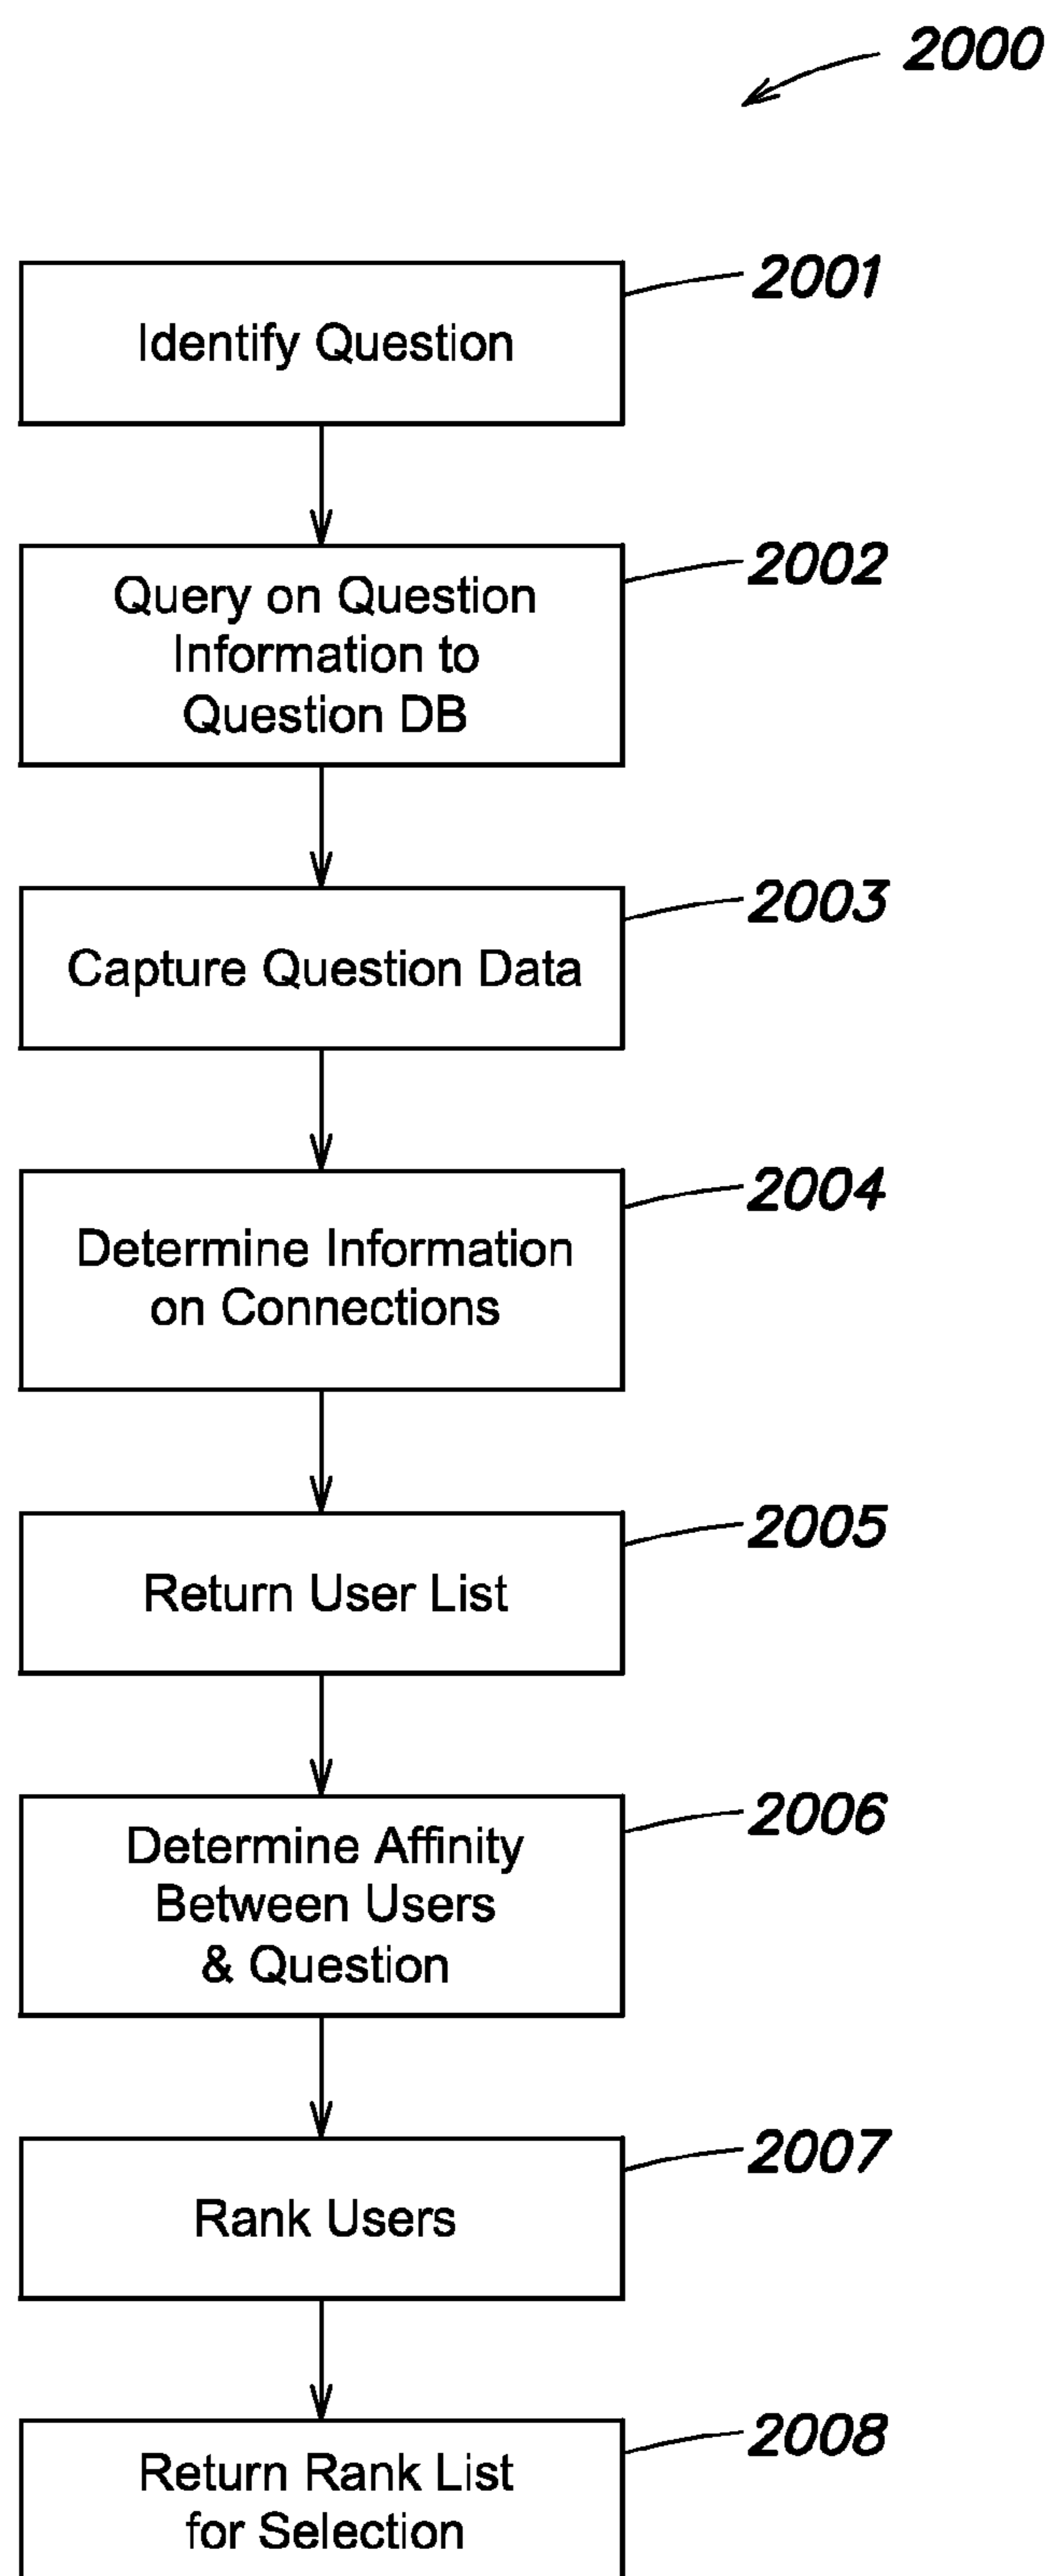 2000
2001
Identify Question
2002
Query on Question
Information to
Question DB
2003
Capture Question Data
2004
Determine Information
on Connections
2005
Return User List
2006
Determine Affinity
Between Users
& Question
2007
Rank Users
2008
Return Rank List
for Selection